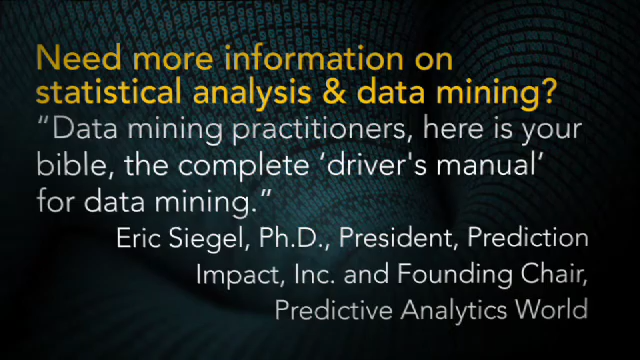 Need more information on
statistical analysis & data mining?
“Data mining practitioners, here is your
bible, the complete ‘driver's manual’
for data mining.”
Eric Siegel, Ph.D., President, Prediction
Impact, Inc. and Founding Chair,
Predictive Analytics World